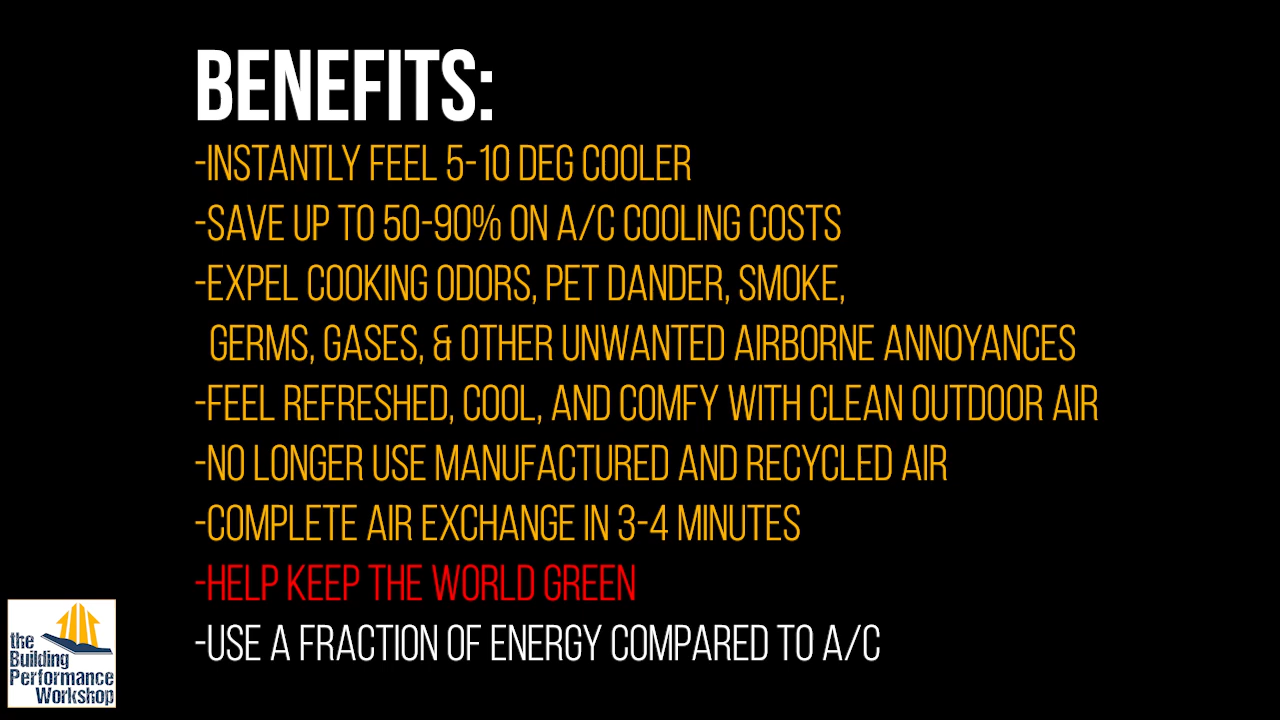 BENEFITS:
-INSTANTLY FEEL 5-10 DEG COOLER
-SAVE UP TO 50-90% ON A/C COOLING COSTS
-EXPEL COOKING ODORS, PET DANDER, SMOKE,
GERMS, GASES, & OTHER UNWANTED AIRBORNE ANNOYANCES
-FEEL REFRESHED, COOL, AND COMFY WITH CLEAN OUTDOOR AIR
-NO LONGER USE MANUFACTURED AND RECYCLED AIR
-COMPLETE AIR EXCHANGE IN 3-4 MINUTES
-HELP KEEP THE WORLD GREEN
-USE A FRACTION OF ENERGY COMPARED TO A/C
the
Building
Performance
Workshop